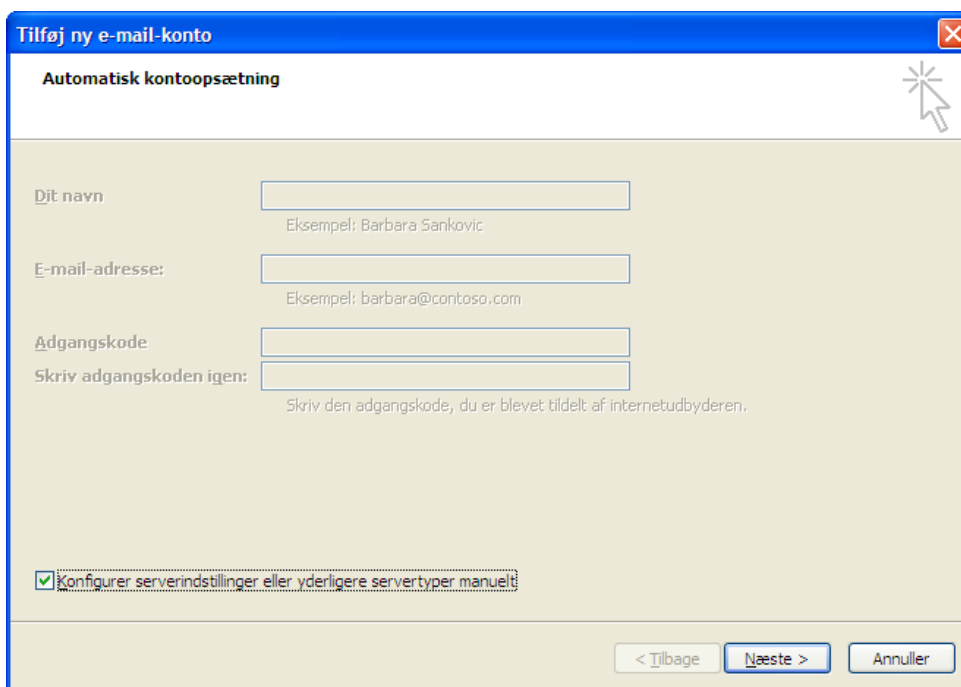 Tilføj ny e-mail-konto
Automatisk kontoopsætning
Dit navn
Eksempel: Barbara Sankovic
E-mail-adresse:
Eksempel: barbara@contoso.com
Adgangskode
Skriv adgangskoden igen:
Skriv den adgangskode, du er blevet tildelt af internetudbyderen.
Konfigurer serverindstillinger eller yderligere servertyper manuelt
< Tilbage Næste > Annuller